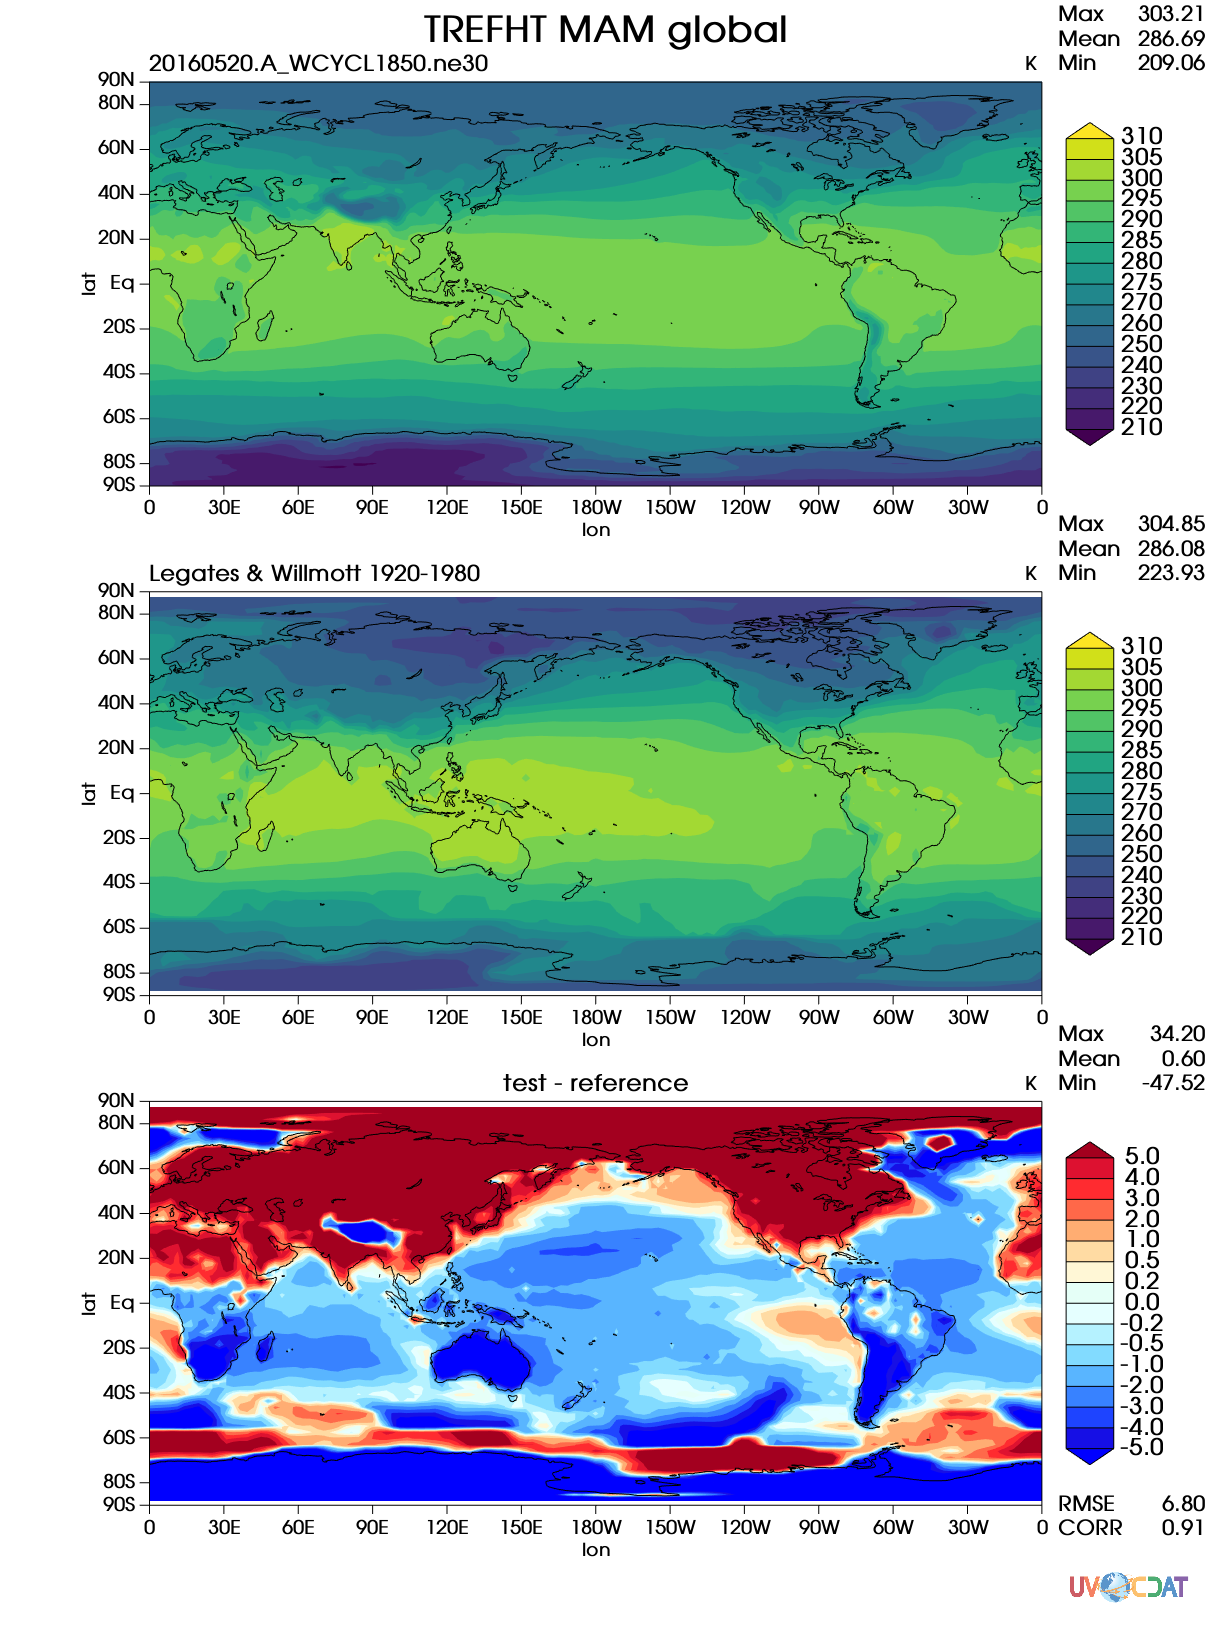 TREFHT MAM global
Max 303.21
Mean 286.69
Min 209.06
20160520.A_WCYCL1850.ne30 K
90N
80N
60N
40N
20N
Eq
20S
40S
60S
80S
90S
lat
0 30E 60E 90E 120E 150E 180W 150W 120W 90W 60W 30W 0
lon
310
305
300
295
290
285
280
275
270
260
250
240
230
220
210
Max 304.85
Mean 286.08
Min 223.93
Legates & Willmott 1920-1980 K
90N
80N
60N
40N
20N
Eq
20S
40S
60S
80S
90S
lat
0 30E 60E 90E 120E 150E 180W 150W 120W 90W 60W 30W 0
lon
310
305
300
295
290
285
280
275
270
260
250
240
230
220
210
Max 34.20
Mean 0.60
Min -47.52
test - reference K
90N
80N
60N
40N
20N
Eq
20S
40S
60S
80S
90S
lat
0 30E 60E 90E 120E 150E 180W 150W 120W 90W 60W 30W 0
lon
5.0
4.0
3.0
2.0
1.0
0.5
0.2
0.0
-0.2
-0.5
-1.0
-2.0
-3.0
-4.0
-5.0
RMSE 6.80
CORR 0.91
UV CDAT